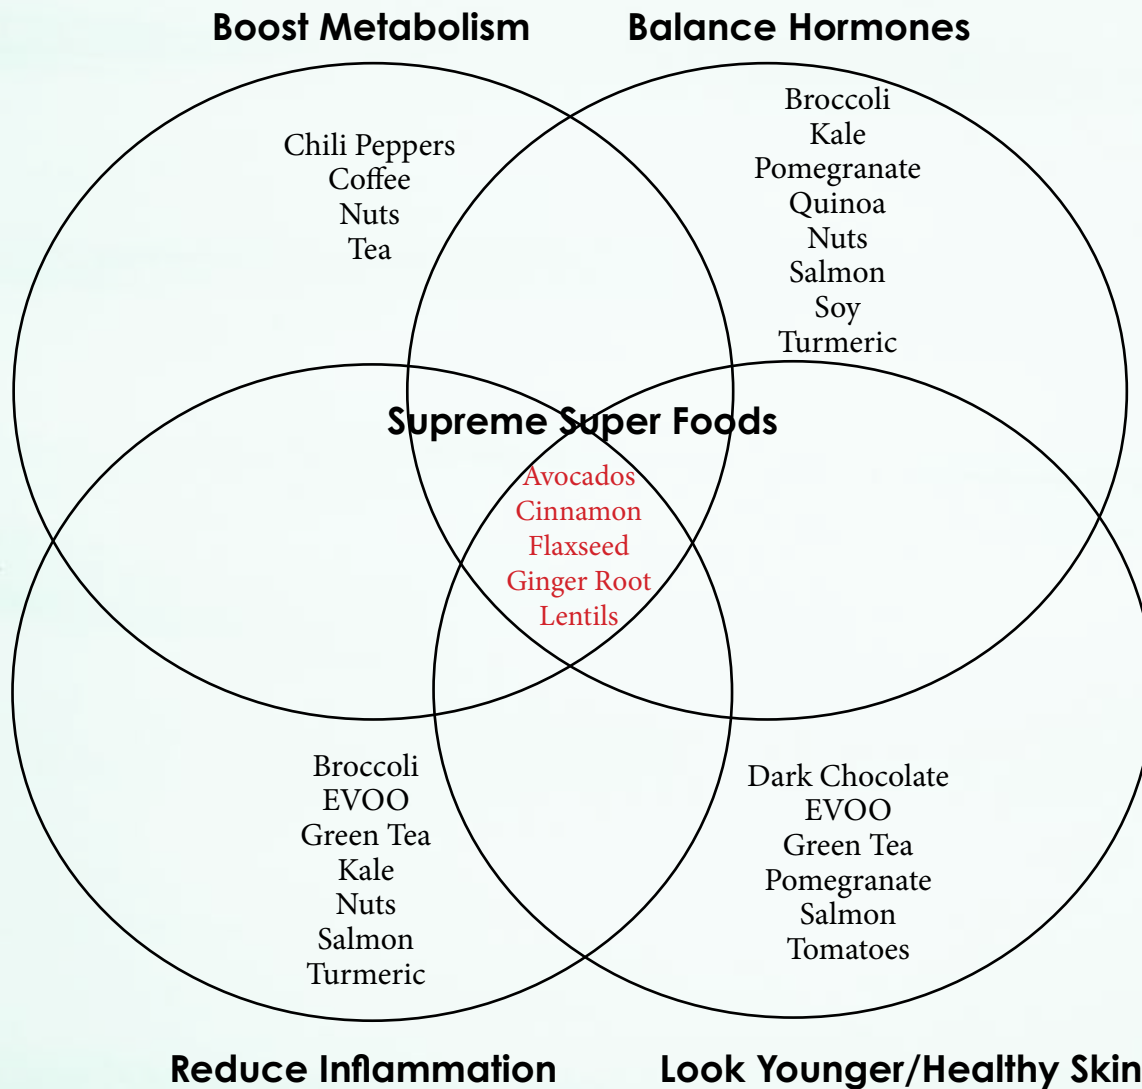 Boost Metabolism
Balance Hormones
Chili Peppers
Coffee
Nuts
Tea
Broccoli
Kale
Pomegranate
Quinoa
Nuts
Salmon
Soy
Turmeric
Supreme Super Foods
Avocados
Cinnamon
Flaxseed
Ginger Root
Lentils
Broccoli
EVOO
Green Tea
Kale
Nuts
Salmon
Turmeric
Dark Chocolate
EVOO
Green Tea
Pomegranate
Salmon
Tomatoes
Reduce Inflammation
Look Younger/Healthy Skin